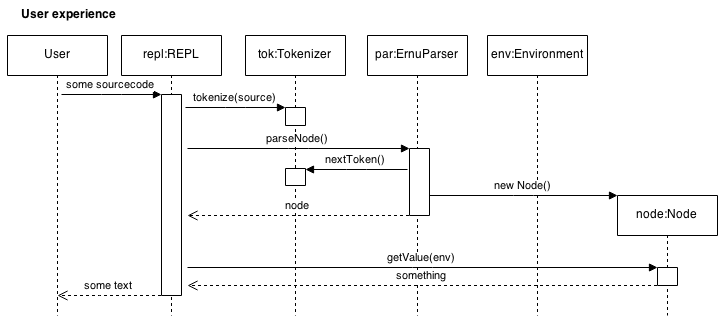 User experience
User
repl:REPL
tok:Tokenizer
par:ErnuParser
env:Environment
some sourcecode
tokenize(source)
parseNode()
nextToken()
new Node()
node
node:Node
getValue(env)
something
some text